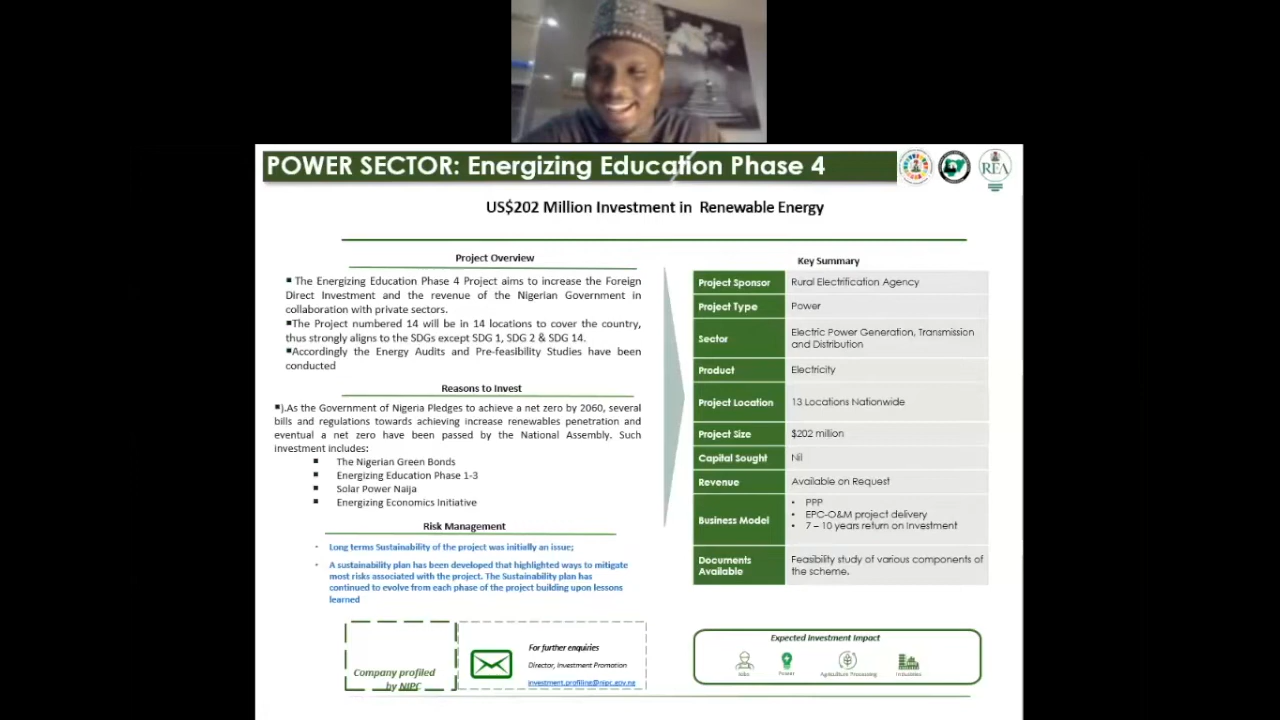 POWER SECTOR: Energizing Education Phase 4
REA
US$202 Million Investment in Renewable Energy
Project Overview
▪ The Energizing Education Phase 4 Project aims to increase the Foreign
Direct Investment and the revenue of the Nigerian Government in
collaboration with private sectors.
▪The Project numbered 14 will be in 14 locations to cover the country,
thus strongly aligns to the SDGs except SDG 1, SDG 2 & SDG 14.
▪Accordingly the Energy Audits and Pre-feasibility Studies have been
conducted
Reasons to Invest
▪).As the Government of Nigeria Pledges to achieve a net zero by 2060, several
bills and regulations towards achieving increase renewables penetration and
eventual a net zero have been passed by the National Assembly. Such
investment includes:
▪ The Nigerian Green Bonds
▪ Energizing Education Phase 1-3
▪ Solar Power Naija
▪ Energizing Economics Initiative
Risk Management
- Long terms Sustainability of the project was initially an issue;
- A sustainability plan has been developed that highlighted ways to mitigate
most risks associated with the project. The Sustainability plan has
continued to evolve from each phase of the project building upon lessons
learned
Company profiled
by NIPC
For further enquiries
Director, Investment Promotion
investment.profiling@nipc.gov.ng
Key Summary
Project Sponsor Rural Electrification Agency
Project Type Power
Sector Electric Power Generation, Transmission
and Distribution
Product Electricity
Project Location 13 Locations Nationwide
Project Size $202 million
Capital Sought Nil
Revenue Available on Request
Business Model • PPP
• EPC-O&M project delivery
• 7 – 10 years return on Investment
Documents
Available Feasibility study of various components of
the scheme.
Expected Investment Impact
Jobs Power Agriculture Processing Industries